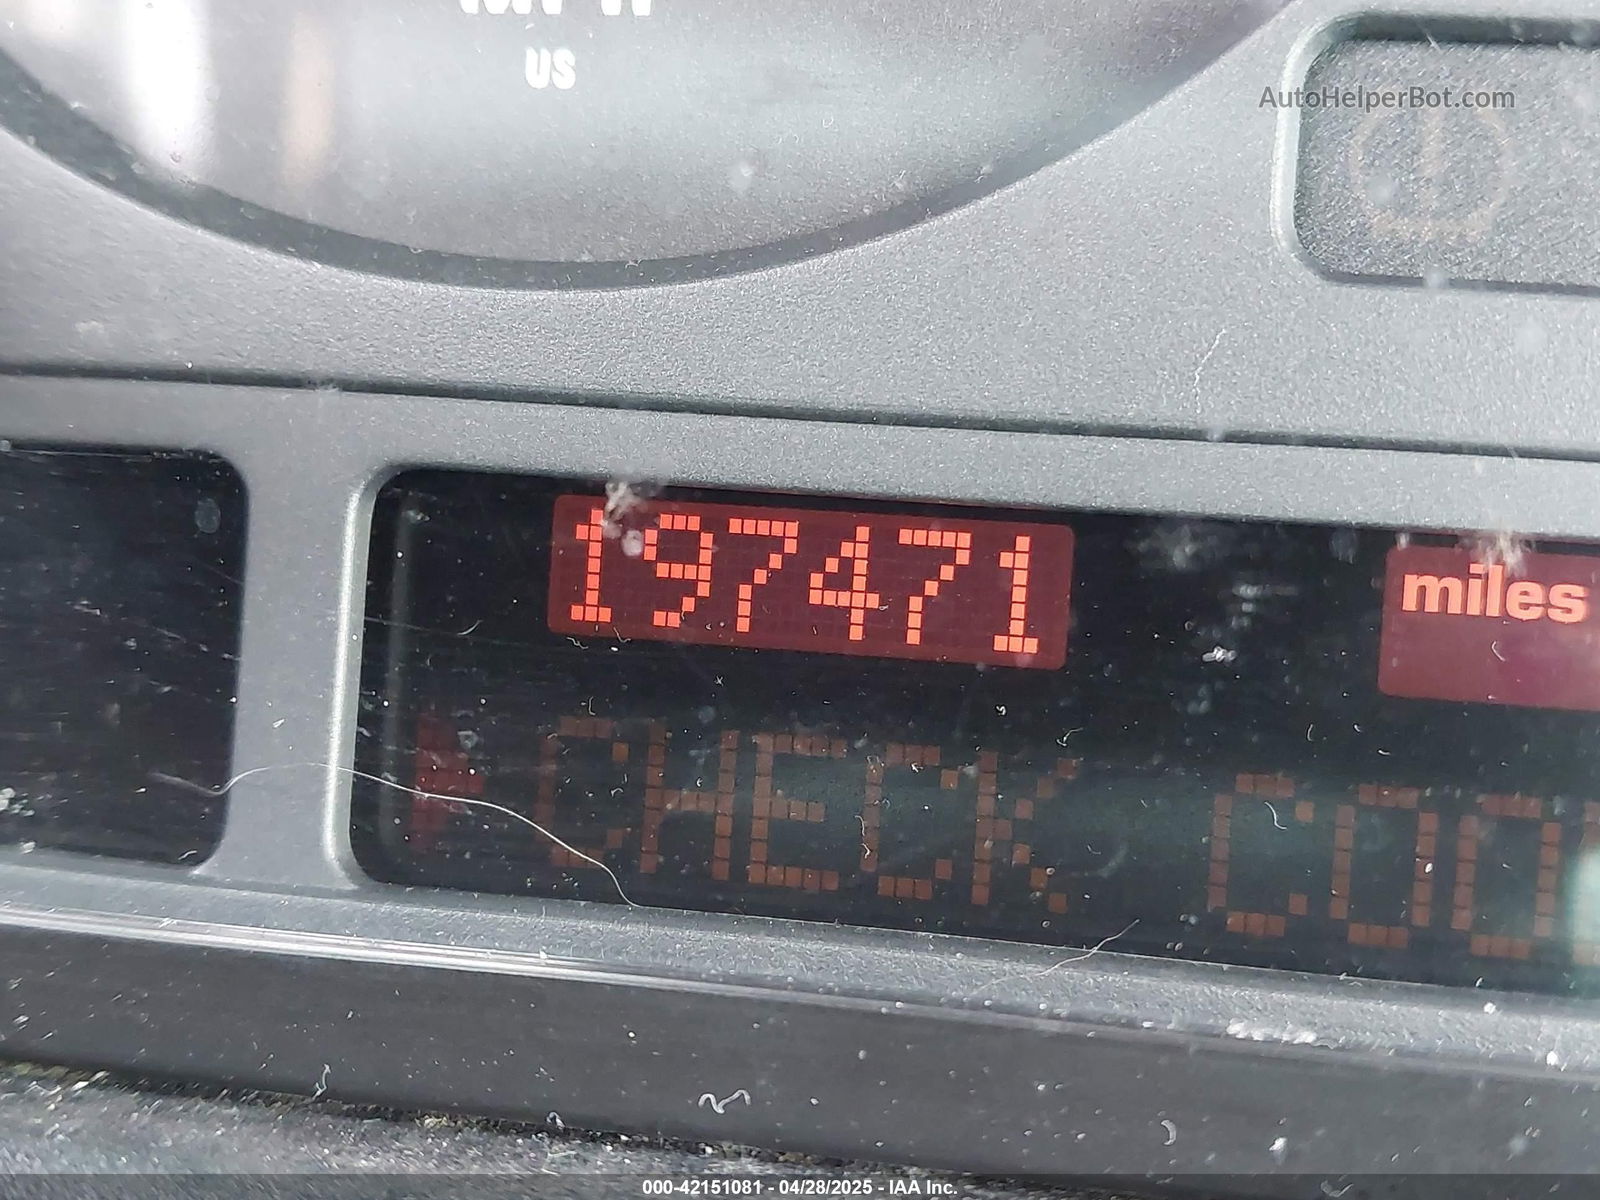 US
AutoHelperBot.com
197471
miles
CHECK
000-42151081 - 04/28/2025 - IAA Inc.